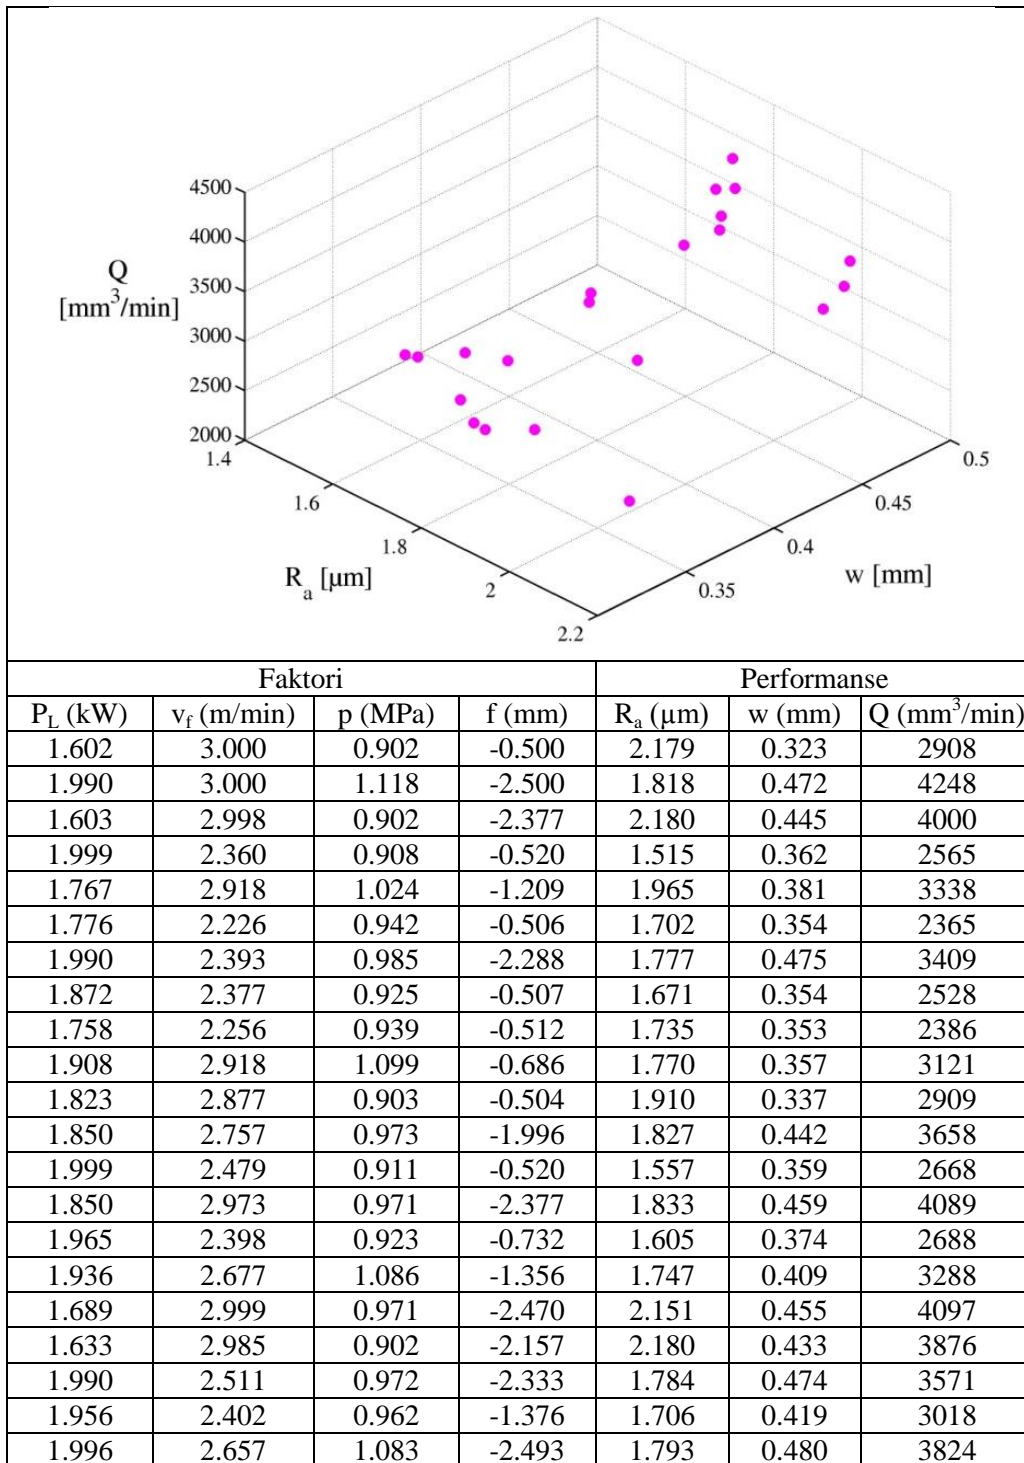 4500
4000
3500
3000
2500
2000
Q
[mm³/min]
1.4
1.6
1.8
2
2.2
R_a [μm]
0.5
0.45
0.4
0.35
w [mm]
Faktori Performanse
P_L (kW) v_f (m/min) p (MPa) f (mm) R_a (μm) w (mm) Q (mm³/min)
1.602 3.000 0.902 -0.500 2.179 0.323 2908
1.990 3.000 1.118 -2.500 1.818 0.472 4248
1.603 2.998 0.902 -2.377 2.180 0.445 4000
1.999 2.360 0.908 -0.520 1.515 0.362 2565
1.767 2.918 1.024 -1.209 1.965 0.381 3338
1.776 2.226 0.942 -0.506 1.702 0.354 2365
1.990 2.393 0.985 -2.288 1.777 0.475 3409
1.872 2.377 0.925 -0.507 1.671 0.354 2528
1.758 2.256 0.939 -0.512 1.735 0.353 2386
1.908 2.918 1.099 -0.686 1.770 0.357 3121
1.823 2.877 0.903 -0.504 1.910 0.337 2909
1.850 2.757 0.973 -1.996 1.827 0.442 3658
1.999 2.479 0.911 -0.520 1.557 0.359 2668
1.850 2.973 0.971 -2.377 1.833 0.459 4089
1.965 2.398 0.923 -0.732 1.605 0.374 2688
1.936 2.677 1.086 -1.356 1.747 0.409 3288
1.689 2.999 0.971 -2.470 2.151 0.455 4097
1.633 2.985 0.902 -2.157 2.180 0.433 3876
1.990 2.511 0.972 -2.333 1.784 0.474 3571
1.956 2.402 0.962 -1.376 1.706 0.419 3018
1.996 2.657 1.083 -2.493 1.793 0.480 3824